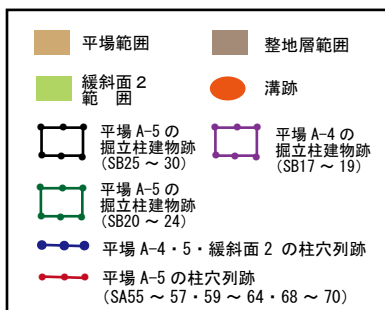 平場範囲
整地層範囲
緩斜面２
範　囲
溝跡
平場 A-5 の
掘立柱建物跡
（SB25 ～ 30）
平場 A-4 の
掘立柱建物跡
（SB17 ～ 19）
平場 A-5 の
掘立柱建物跡
（SB20 ～ 24）
平場 A-4・5・緩斜面 2 の柱穴列跡
平場 A-5 の柱穴列跡
（SA55 ～ 57・59 ～ 64・68 ～ 70）